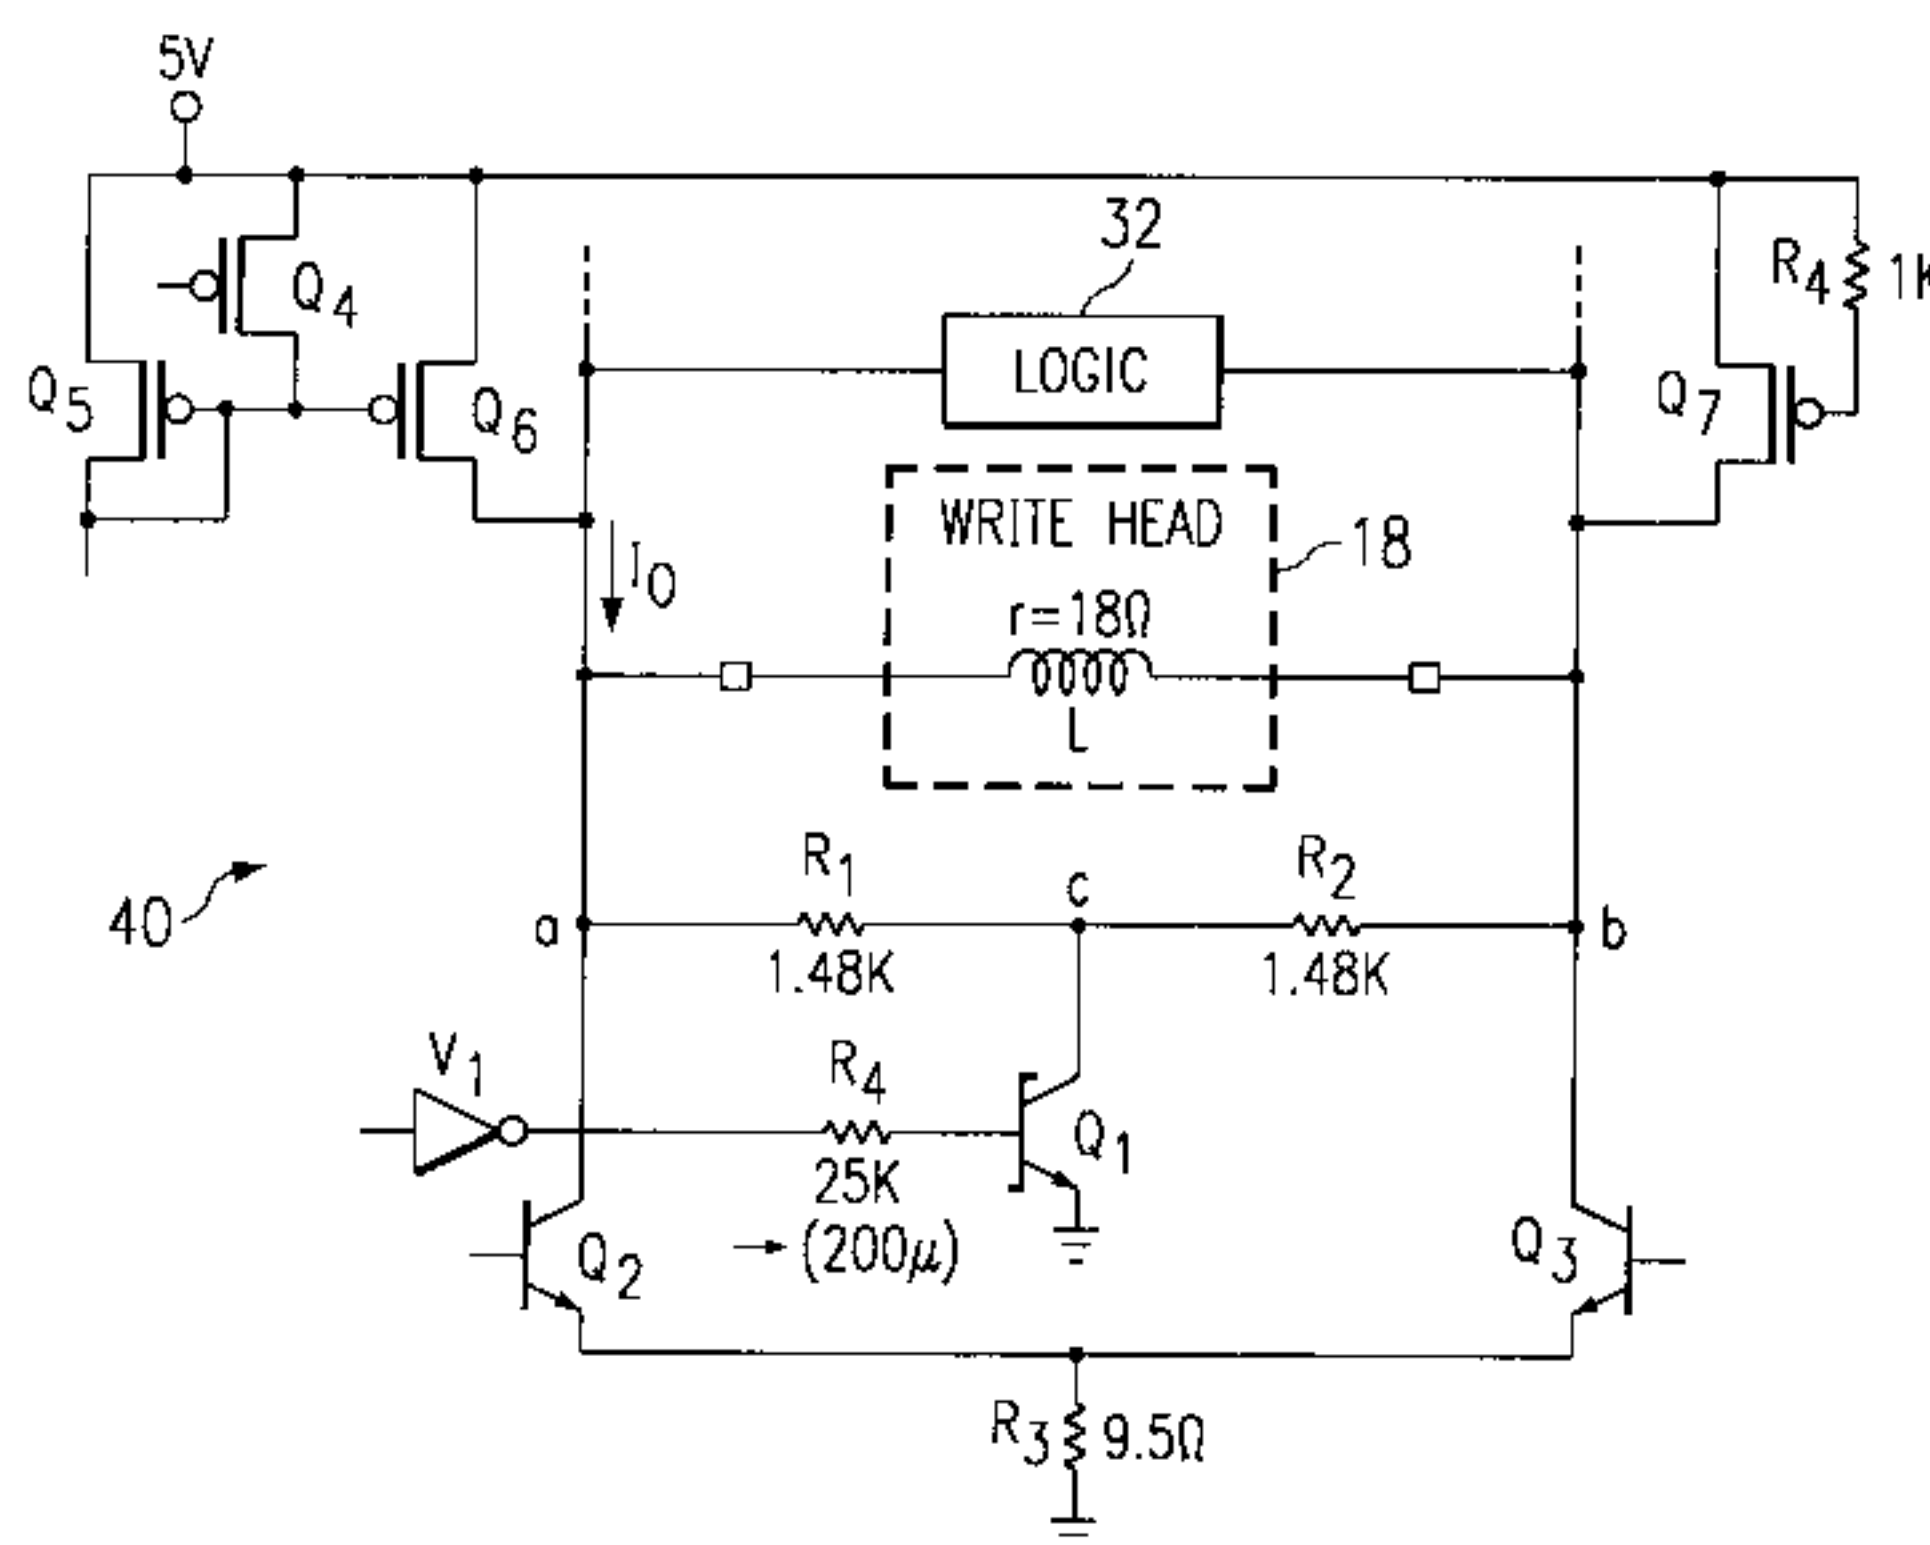 5V
32
R4 1K
Q4
LOGIC
Q5
Q6
Q7
WRITE HEAD
18
IO
r=18Ω
L
R1
c
R2
40
a
b
1.48K
1.48K
V1
R4
Q1
25K
Q2
→ (200μ)
Q3
R3 9.5Ω